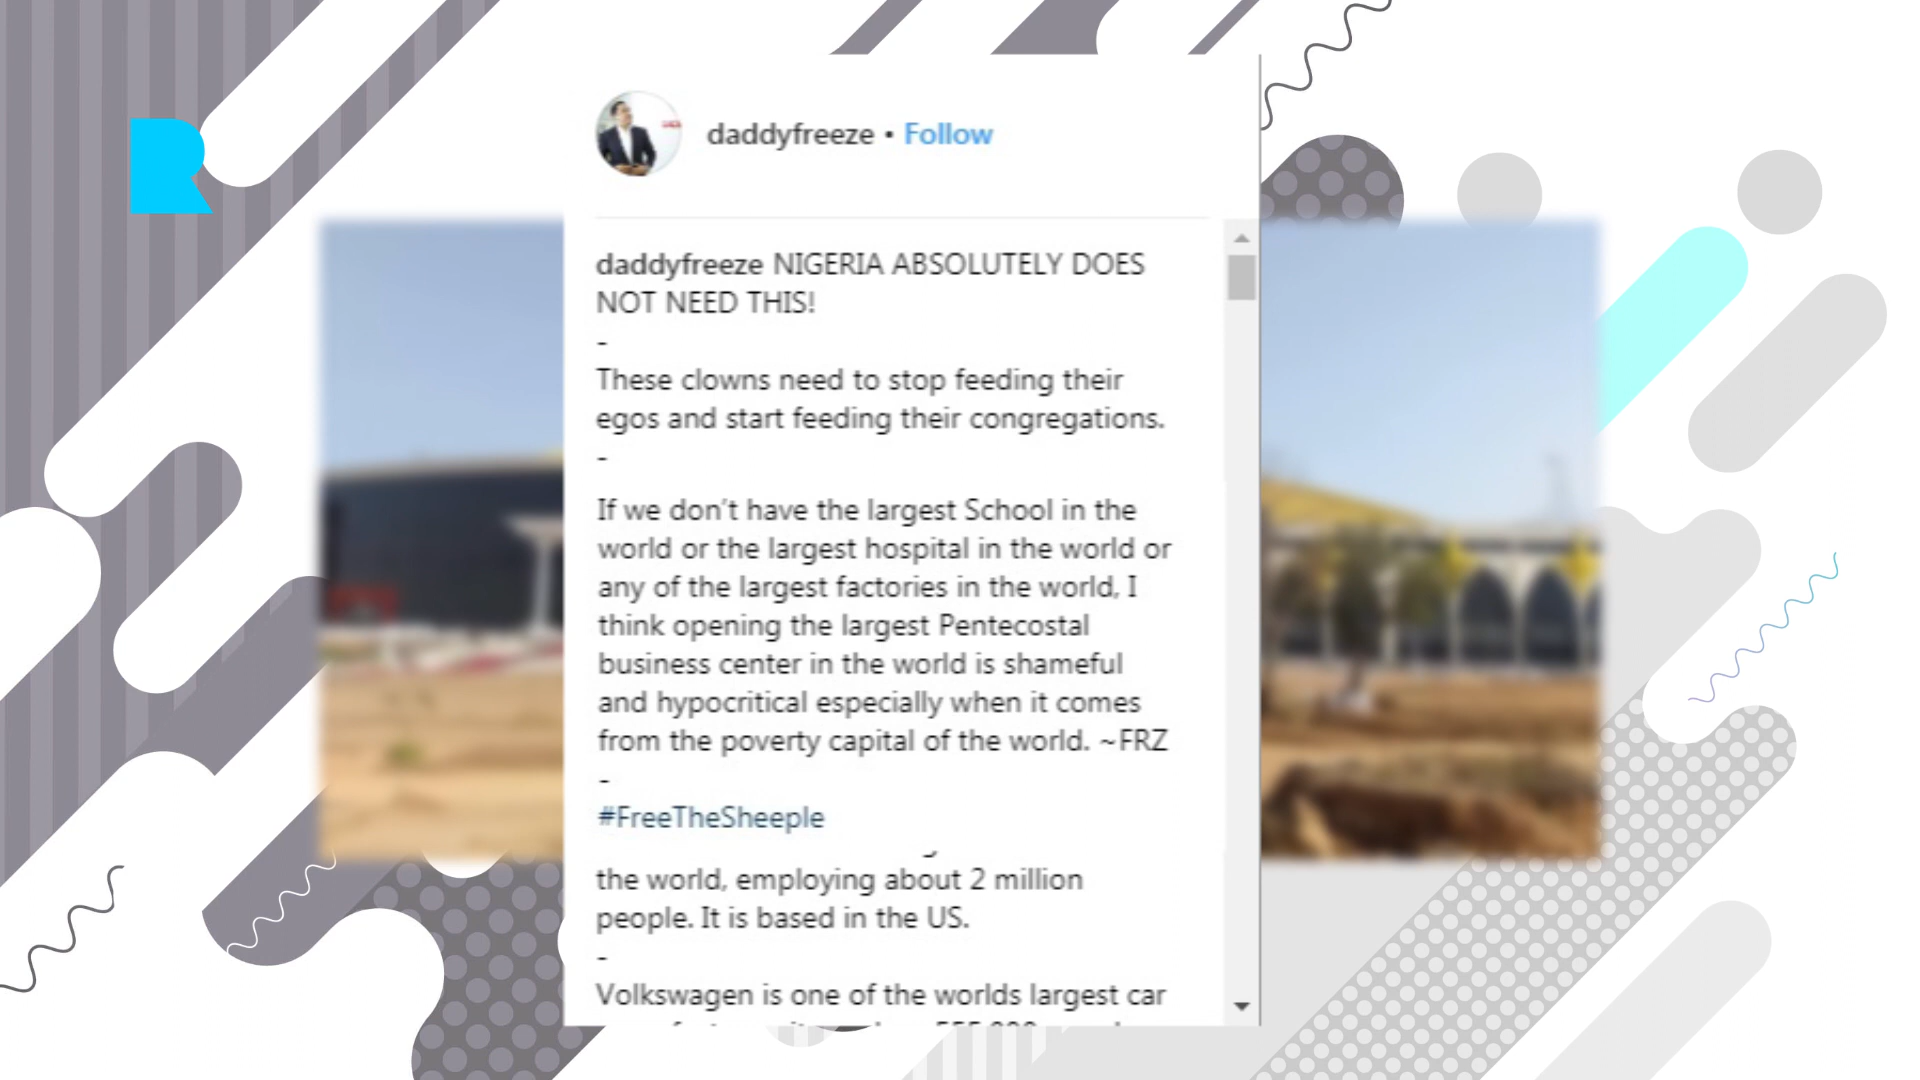 R
daddyfreeze • Follow
daddyfreeze NIGERIA ABSOLUTELY DOES
NOT NEED THIS!
-
These clowns need to stop feeding their
egos and start feeding their congregations.
-
If we don't have the largest School in the
world or the largest hospital in the world or
any of the largest factories in the world, I
think opening the largest Pentecostal
business center in the world is shameful
and hypocritical especially when it comes
from the poverty capital of the world. ~FRZ
-
#FreeTheSheeple
the world, employing about 2 million
people. It is based in the US.
-
Volkswagen is one of the worlds largest car